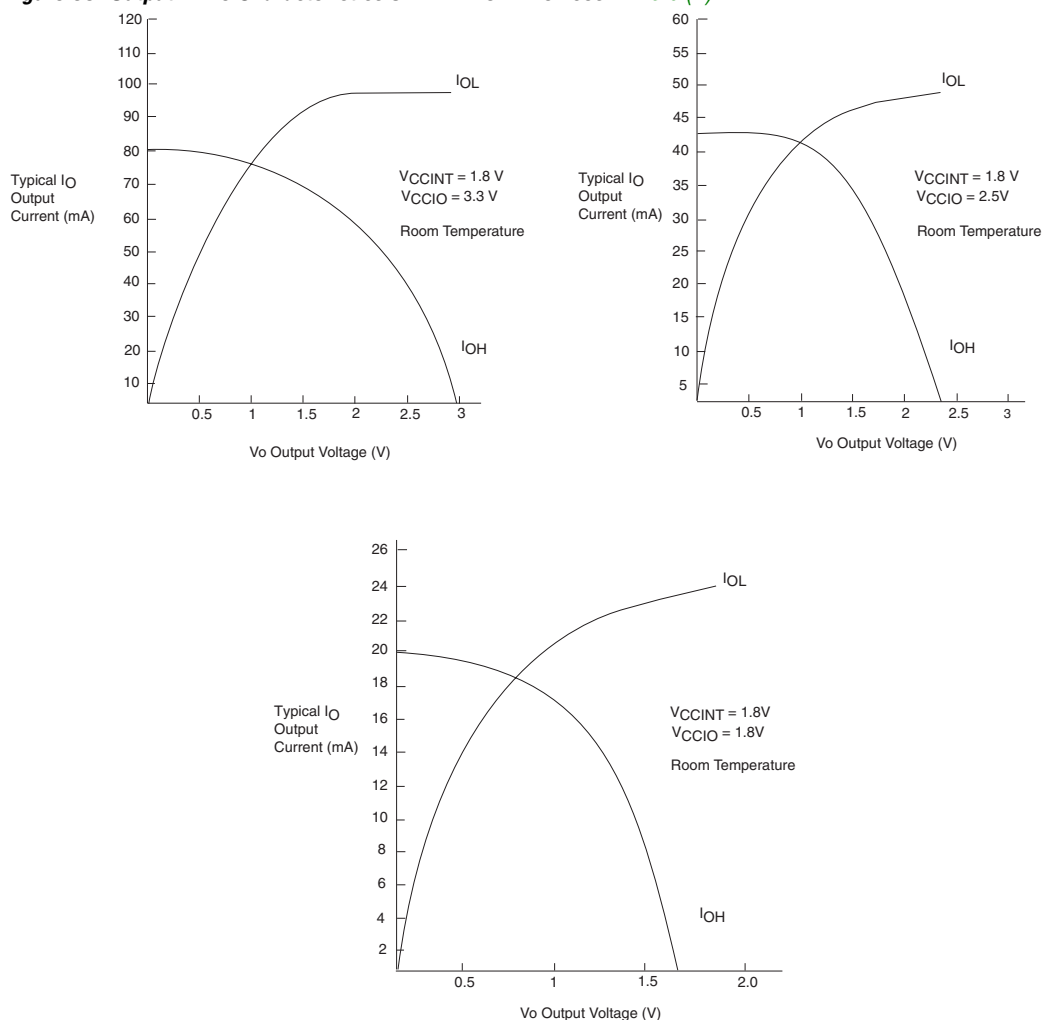 120
110
100
90
80
70
60
50
40
30
20
10
Typical IO
Output
Current (mA)
IOL
VCCINT = 1.8 V
VCCIO = 3.3 V
Room Temperature
IOH
0.5 1 1.5 2 2.5 3
Vo Output Voltage (V)
60
55
50
45
40
35
30
25
20
15
10
5
Typical IO
Output
Current (mA)
IOL
VCCINT = 1.8 V
VCCIO = 2.5V
Room Temperature
IOH
0.5 1 1.5 2 2.5 3
Vo Output Voltage (V)
26
24
22
20
18
16
14
12
10
8
6
4
2
Typical IO
Output
Current (mA)
IOL
VCCINT = 1.8V
VCCIO = 1.8V
Room Temperature
IOH
0.5 1 1.5 2.0
Vo Output Voltage (V)